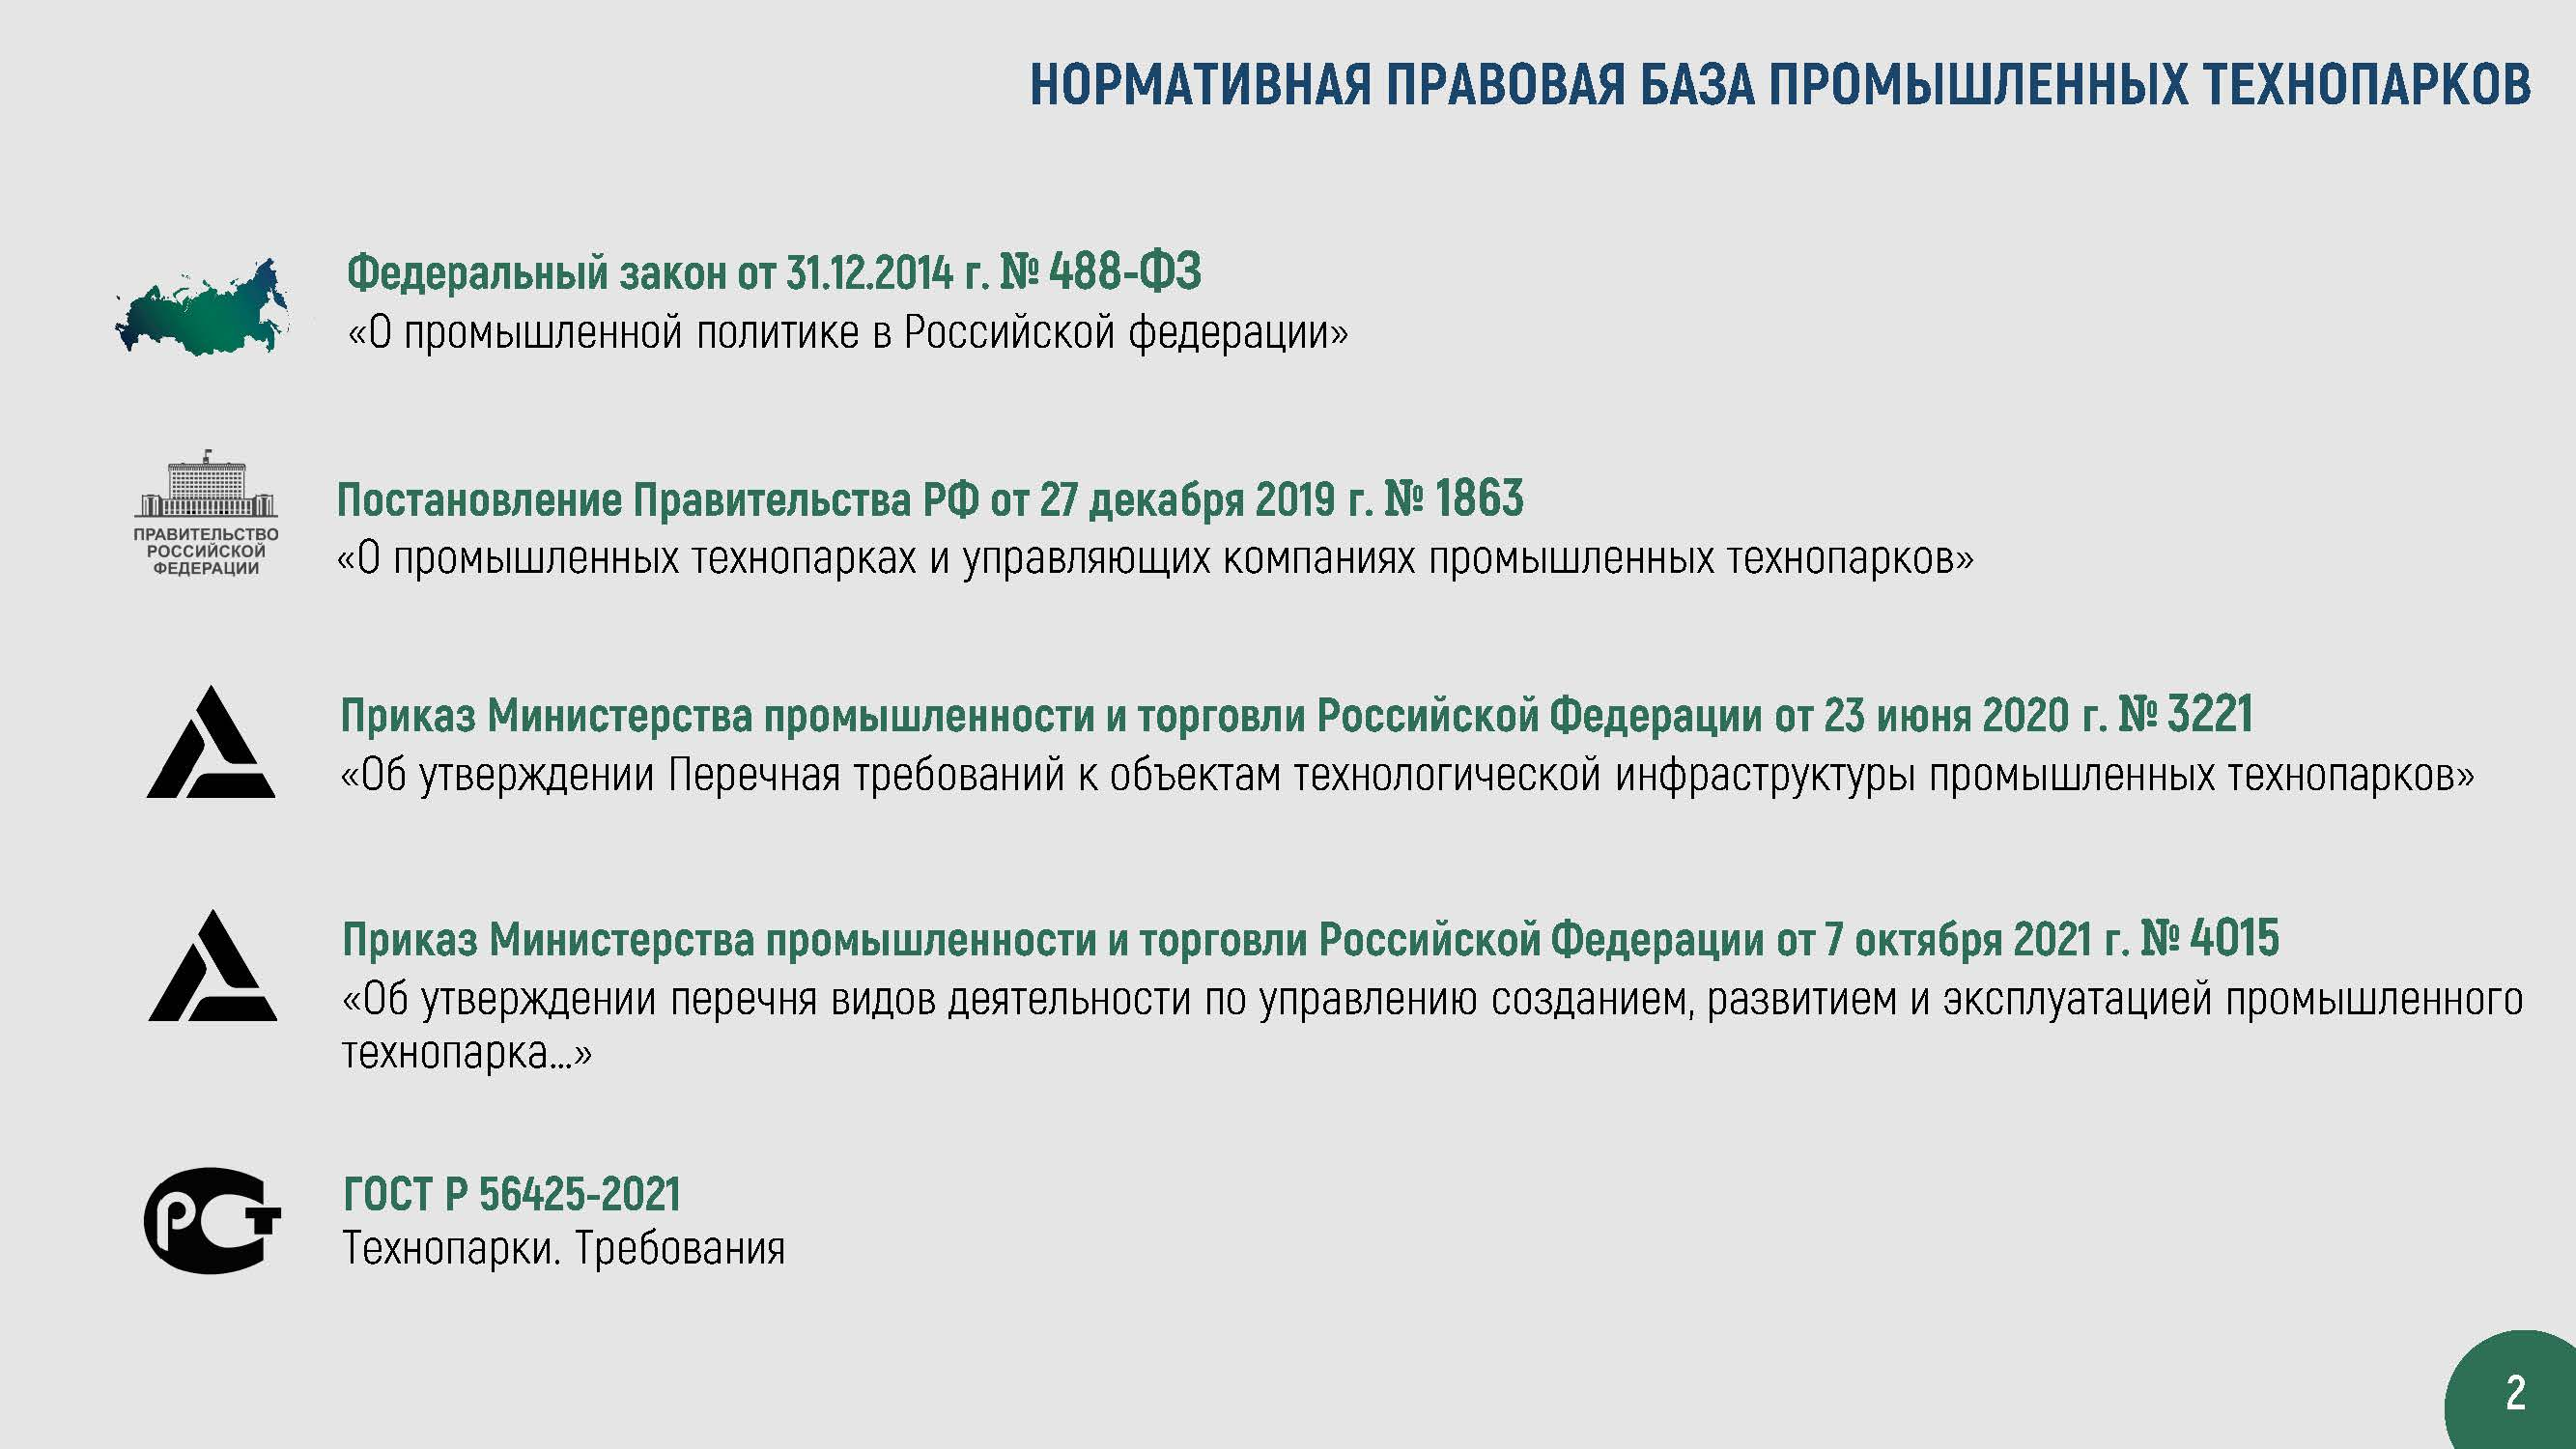 НОРМАТИВНАЯ ПРАВОВАЯ БАЗА ПРОМЫШЛЕННЫХ ТЕХНОПАРКОВ
Федеральный закон от 31.12.2014 г. № 488-ФЗ
«О промышленной политике в Российской федерации»
ПРАВИТЕЛЬСТВО
РОССИЙСКОЙ
ФЕДЕРАЦИИ
Постановление Правительства РФ от 27 декабря 2019 г. № 1863
«О промышленных технопарках и управляющих компаниях промышленных технопарков»
Приказ Министерства промышленности и торговли Российской Федерации от 23 июня 2020 г. № 3221
«Об утверждении Перечная требований к объектам технологической инфраструктуры промышленных технопарков»
Приказ Министерства промышленности и торговли Российской Федерации от 7 октября 2021 г. № 4015
«Об утверждении перечня видов деятельности по управлению созданием, развитием и эксплуатацией промышленного
технопарка…»
РСТ
ГОСТ Р 56425-2021
Технопарки. Требования
2